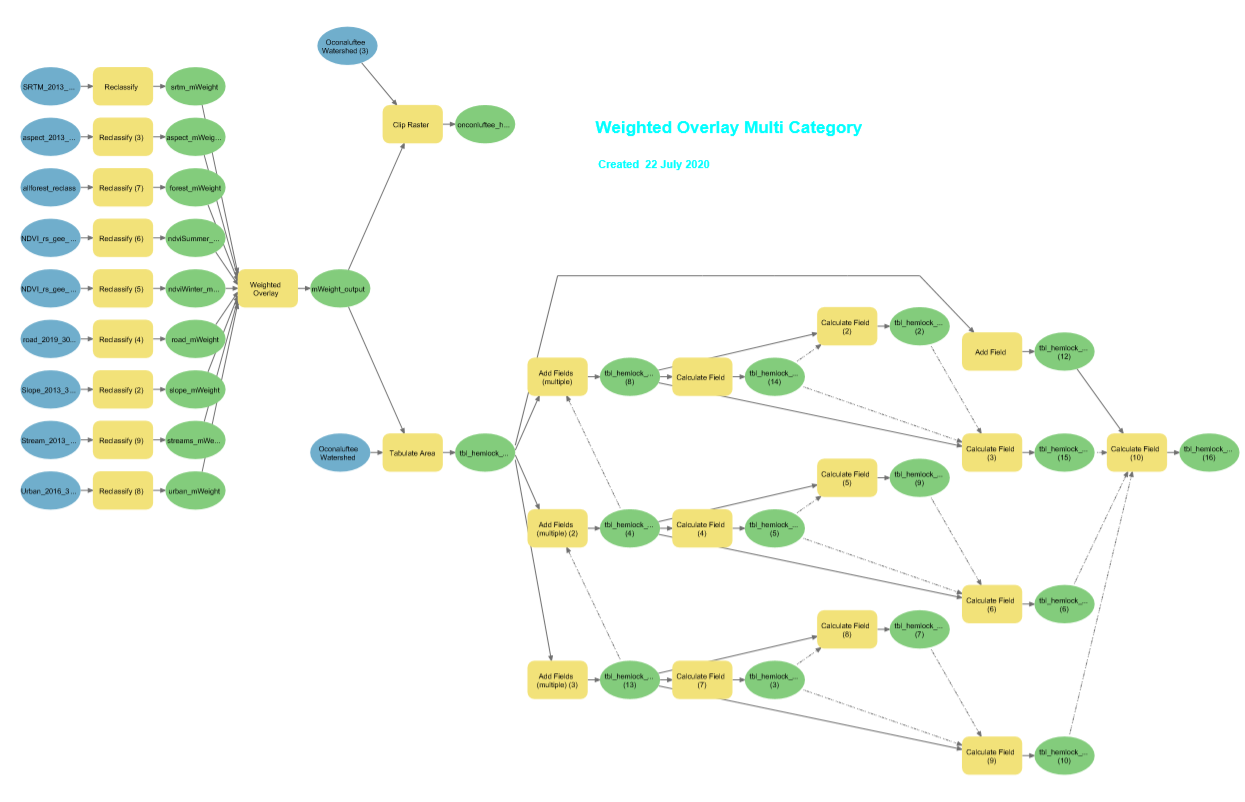 Oconaluftee
Watershed (3)
SRTM_2013_...
Reclassify
srtm_mWeight
Clip Raster
onconluftee_h...
Weighted Overlay Multi Category
aspect_2013_...
Reclassify (3)
aspect_mWeig...
Created 22 July 2020
allforest_reclass
Reclassify (7)
forest_mWeight
NDVI_rs_gee_...
Reclassify (6)
ndviSummer_...
NDVI_rs_gee_...
Reclassify (5)
ndviWinter_m...
Weighted
Overlay
mWeight_output
road_2019_30...
Reclassify (4)
road_mWeight
Slope_2013_3...
Reclassify (2)
slope_mWeight
Stream_2013_...
Reclassify (9)
streams_mWe...
Urban_2016_3...
Reclassify (8)
urban_mWeight
Oconaluftee
Watershed
Tabulate Area
tbl_hemlock_...
Calculate Field
(2)
tbl_hemlock_...
(2)
Add Field
tbl_hemlock_...
(12)
Add Fields
(multiple)
tbl_hemlock_...
(8)
Calculate Field
tbl_hemlock_...
(14)
Calculate Field
(3)
tbl_hemlock_...
(15)
Calculate Field
(10)
tbl_hemlock_...
(16)
Calculate Field
(5)
tbl_hemlock_...
(9)
Add Fields
(multiple) (2)
tbl_hemlock_...
(4)
Calculate Field
(4)
tbl_hemlock_...
(5)
Calculate Field
(6)
tbl_hemlock_...
(6)
Calculate Field
(8)
tbl_hemlock_...
(7)
Add Fields
(multiple) (3)
tbl_hemlock_...
(13)
Calculate Field
(7)
tbl_hemlock_...
(3)
Calculate Field
(9)
tbl_hemlock_...
(10)